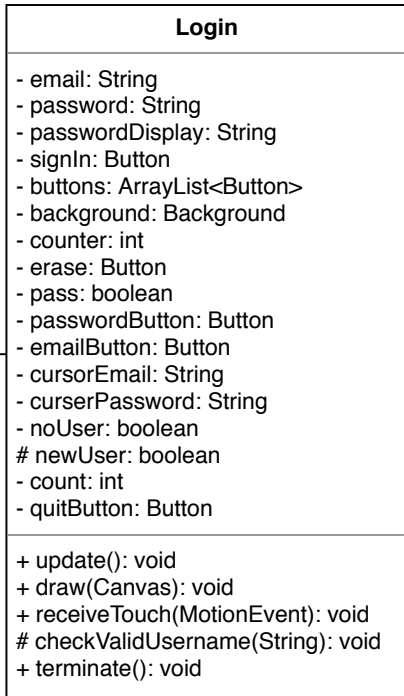 Login
- email: String
- password: String
- passwordDisplay: String
- signIn: Button
- buttons: ArrayList<Button>
- background: Background
- counter: int
- erase: Button
- pass: boolean
- passwordButton: Button
- emailButton: Button
- cursorEmail: String
- curserPassword: String
- noUser: boolean
# newUser: boolean
- count: int
- quitButton: Button
+ update(): void
+ draw(Canvas): void
+ receiveTouch(MotionEvent): void
# checkValidUsername(String): void
+ terminate(): void